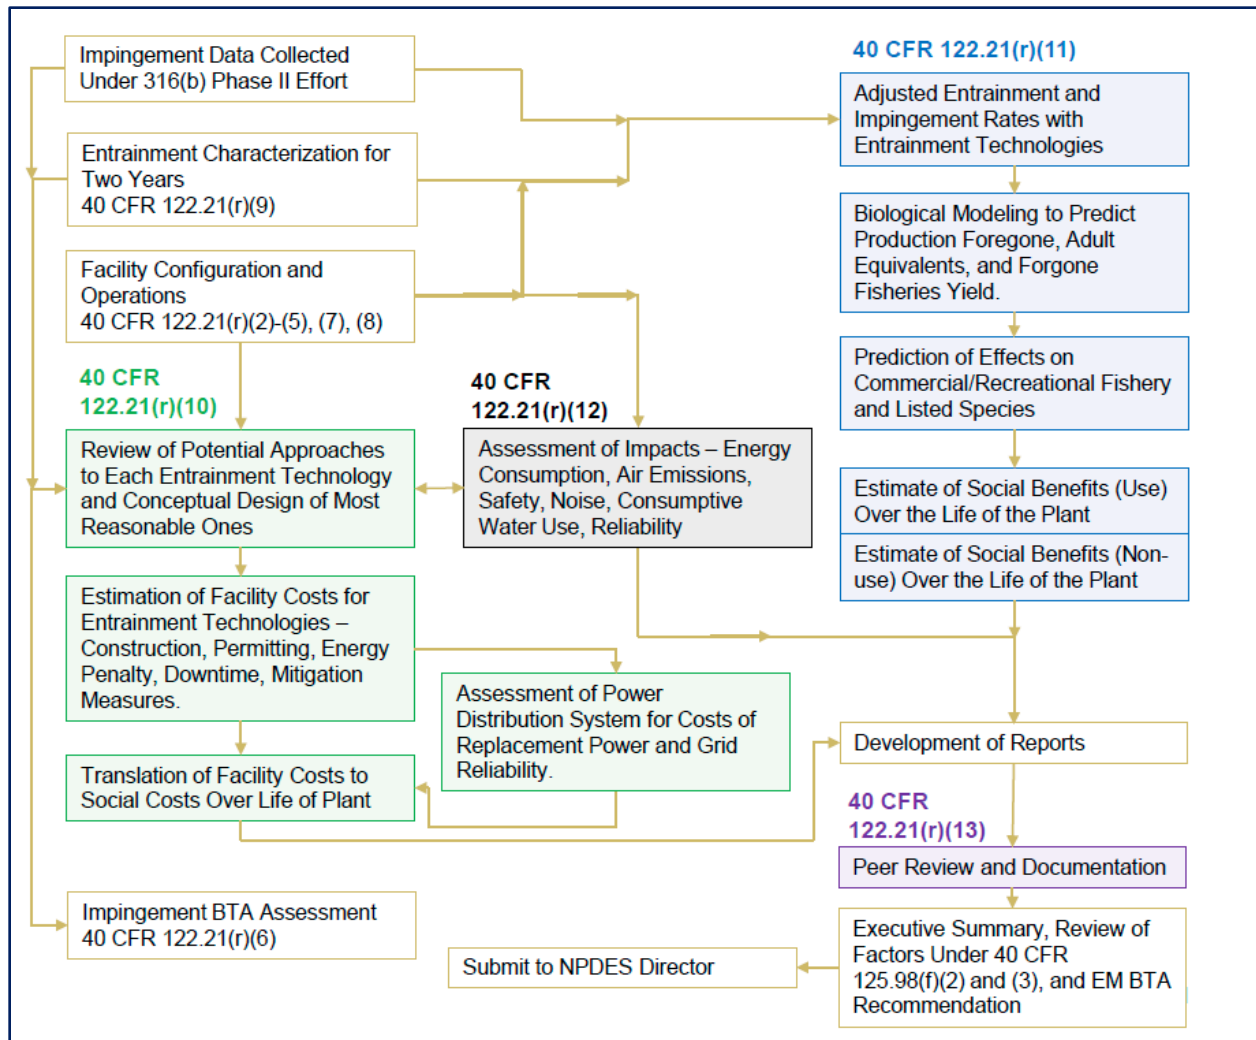 Impingement Data Collected
Under 316(b) Phase II Effort
Entrainment Characterization for
Two Years
40 CFR 122.21(r)(9)
Facility Configuration and
Operations
40 CFR 122.21(r)(2)-(5), (7), (8)
40 CFR
122.21(r)(10)
Review of Potential Approaches
to Each Entrainment Technology
and Conceptual Design of Most
Reasonable Ones
Estimation of Facility Costs for
Entrainment Technologies –
Construction, Permitting, Energy
Penalty, Downtime, Mitigation
Measures.
Translation of Facility Costs to
Social Costs Over Life of Plant
Impingement BTA Assessment
40 CFR 122.21(r)(6)
40 CFR
122.21(r)(12)
Assessment of Impacts – Energy
Consumption, Air Emissions,
Safety, Noise, Consumptive
Water Use, Reliability
Assessment of Power
Distribution System for Costs of
Replacement Power and Grid
Reliability.
40 CFR 122.21(r)(11)
Adjusted Entrainment and
Impingement Rates with
Entrainment Technologies
Biological Modeling to Predict
Production Foregone, Adult
Equivalents, and Forgone
Fisheries Yield.
Prediction of Effects on
Commercial/Recreational Fishery
and Listed Species
Estimate of Social Benefits (Use)
Over the Life of the Plant
Estimate of Social Benefits (Non-
use) Over the Life of the Plant
Development of Reports
40 CFR
122.21(r)(13)
Peer Review and Documentation
Executive Summary, Review of
Factors Under 40 CFR
125.98(f)(2) and (3), and EM BTA
Recommendation
Submit to NPDES Director